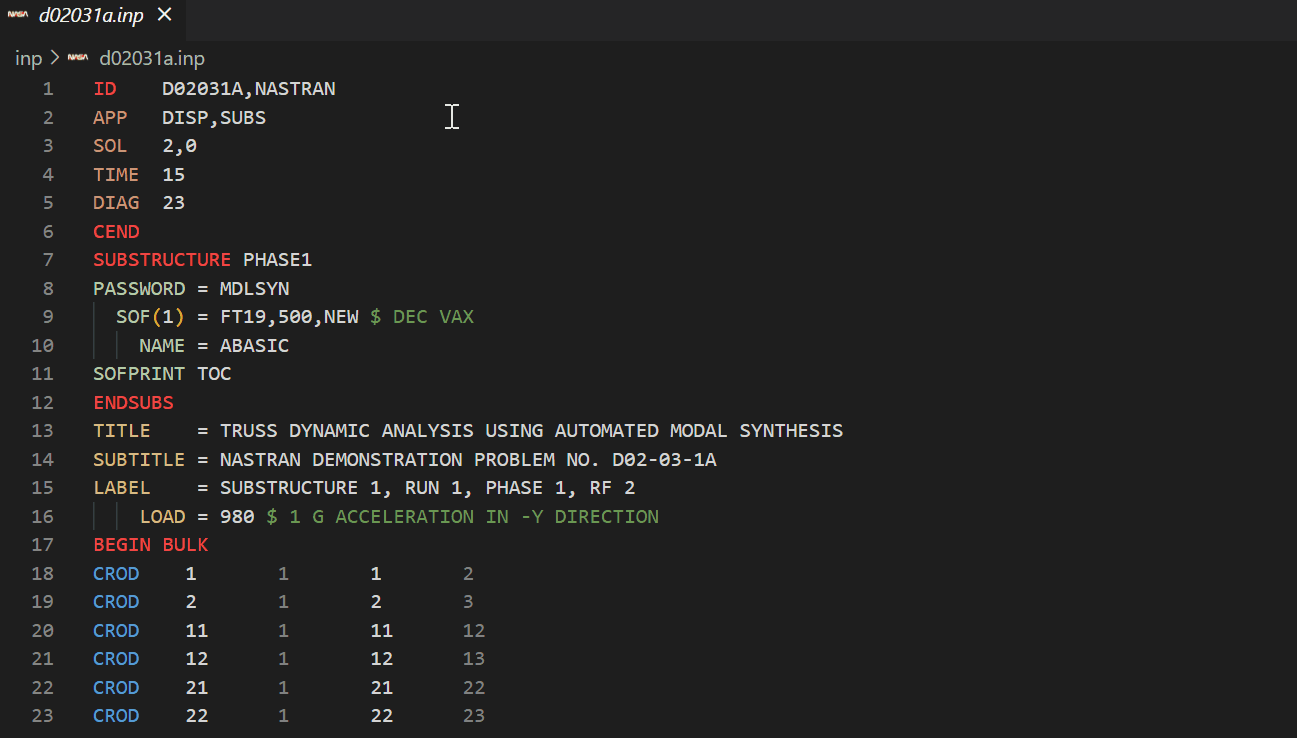 NASA d02031a.inp ×
inp > NASA d02031a.inp
1 ID D02031A,NASTRAN
2 APP DISP,SUBS
3 SOL 2,0
4 TIME 15
5 DIAG 23
6 CEND
7 SUBSTRUCTURE PHASE1
8 PASSWORD = MDLSYN
9 SOF(1) = FT19,500,NEW $ DEC VAX
10 NAME = ABASIC
11 SOFPRINT TOC
12 ENDSUBS
13 TITLE = TRUSS DYNAMIC ANALYSIS USING AUTOMATED MODAL SYNTHESIS
14 SUBTITLE = NASTRAN DEMONSTRATION PROBLEM NO. D02-03-1A
15 LABEL = SUBSTRUCTURE 1, RUN 1, PHASE 1, RF 2
16 LOAD = 980 $ 1 G ACCELERATION IN -Y DIRECTION
17 BEGIN BULK
18 CROD 1 1 1 2
19 CROD 2 1 2 3
20 CROD 11 1 11 12
21 CROD 12 1 12 13
22 CROD 21 1 21 22
23 CROD 22 1 22 23